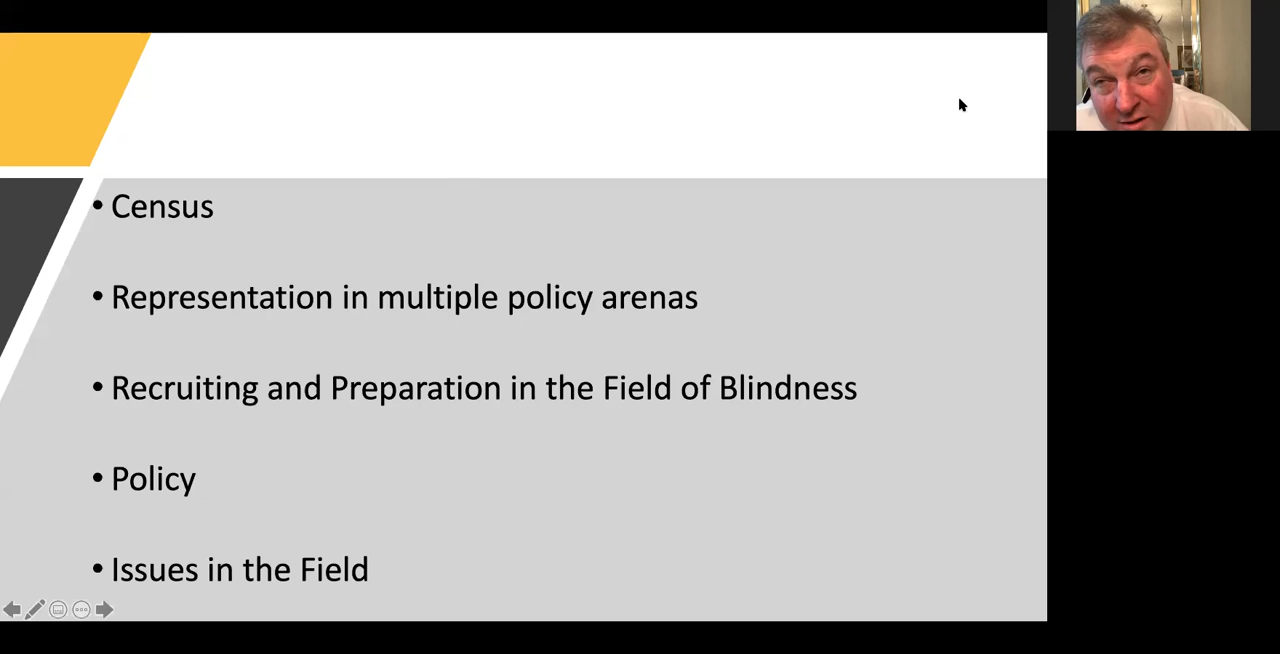 • Census
• Representation in multiple policy arenas
• Recruiting and Preparation in the Field of Blindness
• Policy
• Issues in the Field